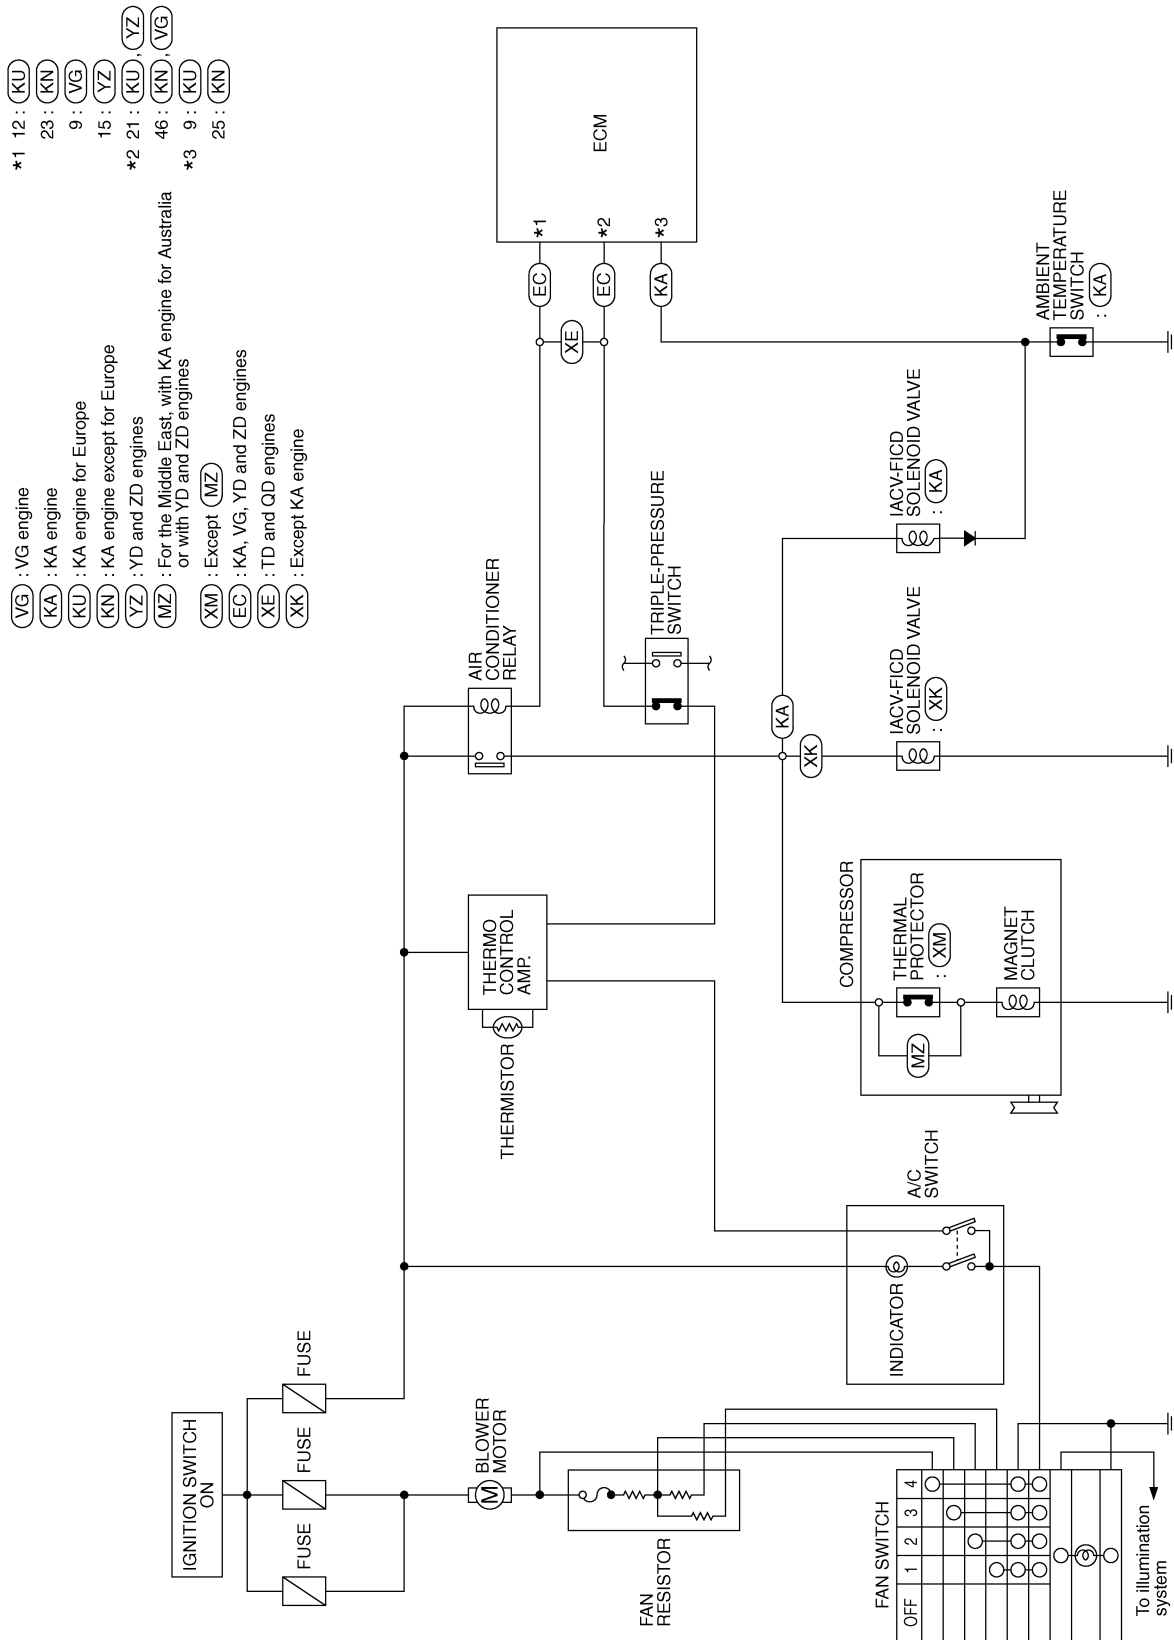 VG : VG engine
KA : KA engine
KU : KA engine for Europe
KN : KA engine except for Europe
YZ : YD and ZD engines
MZ : For the Middle East, with KA engine for Australia
or with YD and ZD engines
XM : Except MZ
EC : KA, VG, YD and ZD engines
XE : TD and QD engines
XK : Except KA engine
*1 12 : KU
23 : KN
9 : VG
15 : YZ
*2 21 : KU , YZ
46 : KN , VG
*3 9 : KU
25 : KN
IGNITION SWITCH
ON
FUSE
FUSE
FUSE
BLOWER
MOTOR
M
FAN
RESISTOR
FAN SWITCH
OFF 1 2 3 4
To illumination
system
A/C
SWITCH
INDICATOR
THERMISTOR
THERMO
CONTROL
AMP.
AIR
CONDITIONER
RELAY
TRIPLE-PRESSURE
SWITCH
COMPRESSOR
THERMAL
PROTECTOR
: XM
MZ
MAGNET
CLUTCH
KA
XK
IACV-FICD
SOLENOID VALVE
: XK
IACV-FICD
SOLENOID VALVE
: KA
AMBIENT
TEMPERATURE
SWITCH
: KA
XE
EC
EC
KA
*1
*2
*3
ECM